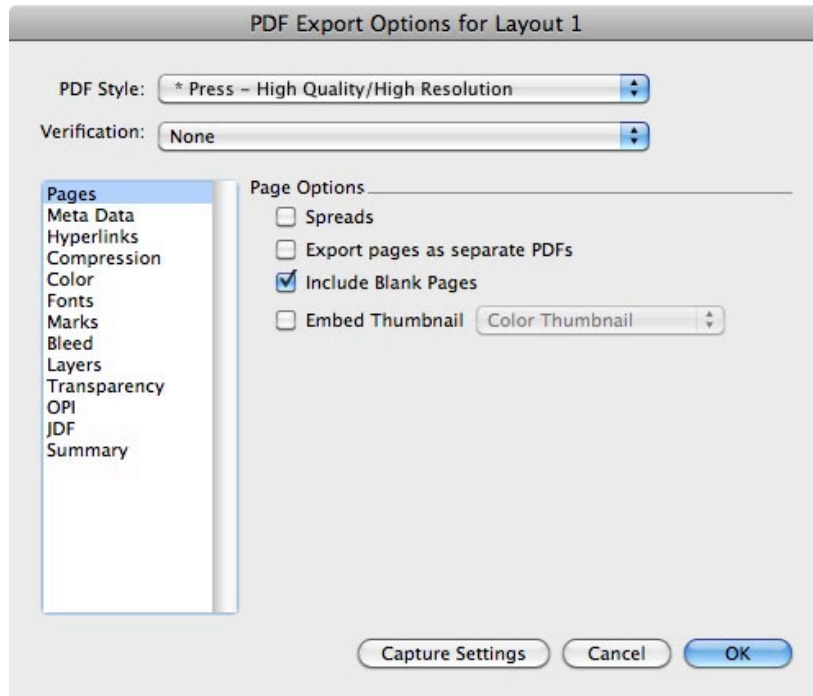 PDF Export Options for Layout 1
PDF Style: * Press – High Quality/High Resolution
Verification: None
Pages
Meta Data
Hyperlinks
Compression
Color
Fonts
Marks
Bleed
Layers
Transparency
OPI
JDF
Summary
Page Options
Spreads
Export pages as separate PDFs
Include Blank Pages
Embed Thumbnail Color Thumbnail
Capture Settings Cancel OK